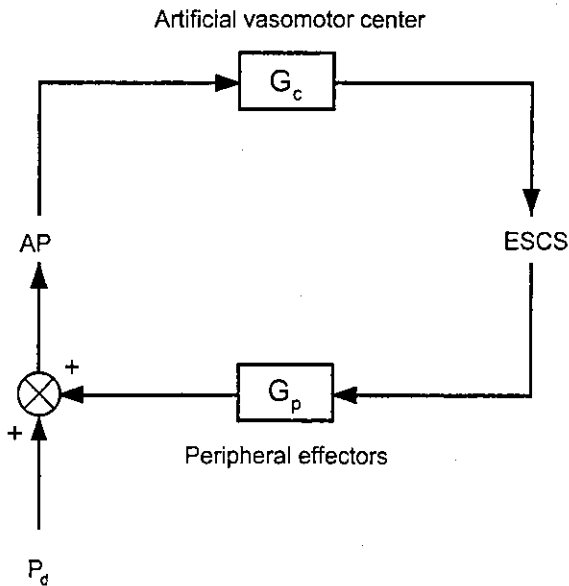 Artificial vasomotor center
G_c
AP
ESCS
+
+
G_p
Peripheral effectors
P_d